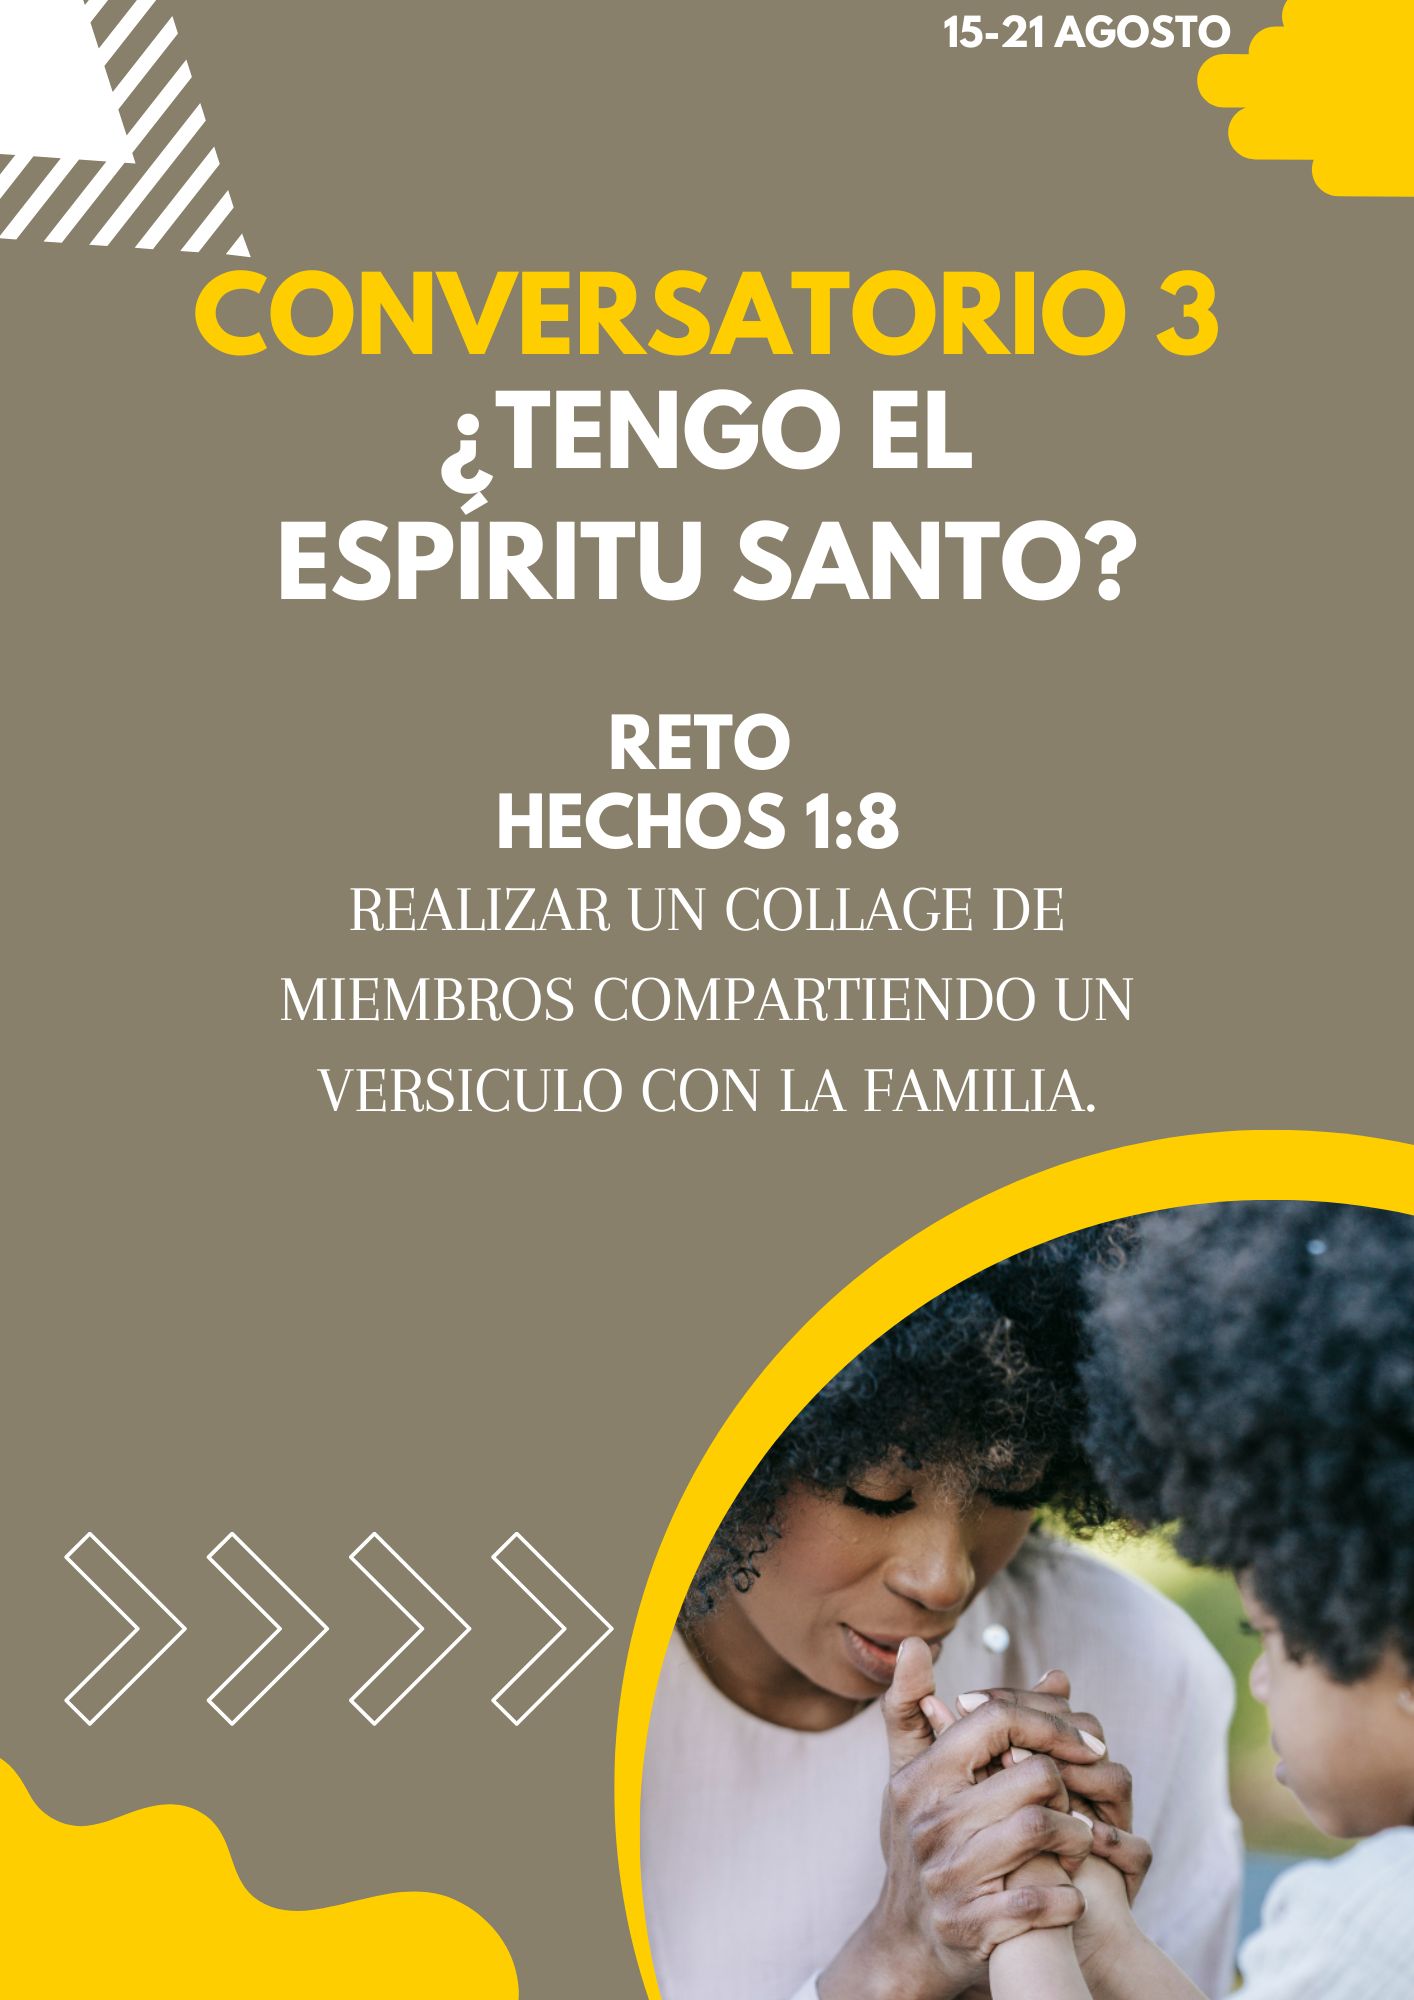 15-21 AGOSTO
CONVERSATORIO 3
¿TENGO EL
ESPÍRITU SANTO?
RETO
HECHOS 1:8
REALIZAR UN COLLAGE DE
MIEMBROS COMPARTIENDO UN
VERSICULO CON LA FAMILIA.